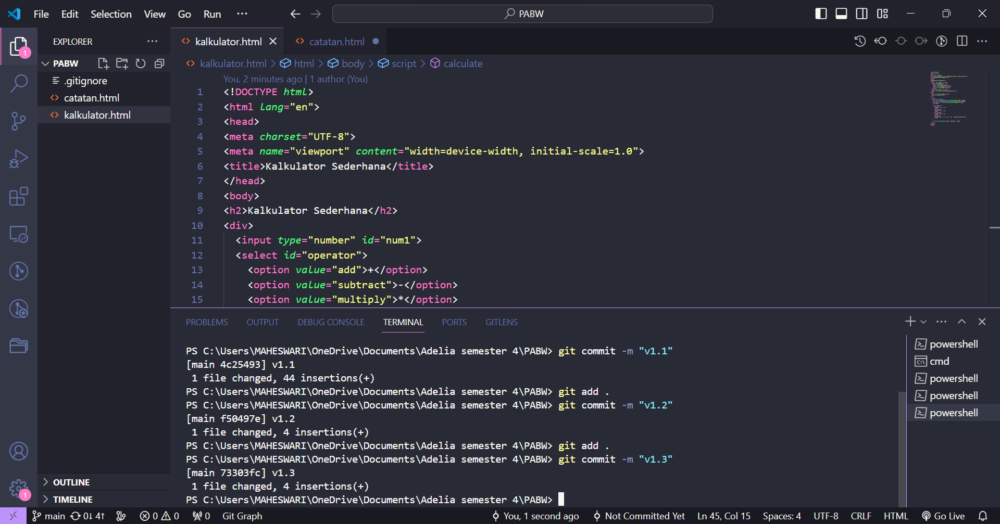 File Edit Selection View Go Run ··· PABW
EXPLORER ···
PABW
.gitignore
catatan.html
kalkulator.html
OUTLINE
TIMELINE
1
1
kalkulator.html catatan.html
kalkulator.html > html > body > script > calculate
You, 2 minutes ago | 1 author (You)
1 <!DOCTYPE html>
2 <html lang="en">
3 <head>
4 <meta charset="UTF-8">
5 <meta name="viewport" content="width=device-width, initial-scale=1.0">
6 <title>Kalkulator Sederhana</title>
7 </head>
8 <body>
9 <h2>Kalkulator Sederhana</h2>
10 <div>
11 <input type="number" id="num1">
12 <select id="operator">
13 <option value="add">+</option>
14 <option value="subtract">-</option>
15 <option value="multiply">*</option>
PROBLEMS OUTPUT DEBUG CONSOLE TERMINAL PORTS GITLENS
PS C:\Users\MAHESWARI\OneDrive\Documents\Adelia semester 4\PABW> git commit -m "v1.1"
[main 4c25493] v1.1
1 file changed, 44 insertions(+)
PS C:\Users\MAHESWARI\OneDrive\Documents\Adelia semester 4\PABW> git add .
PS C:\Users\MAHESWARI\OneDrive\Documents\Adelia semester 4\PABW> git commit -m "v1.2"
[main f50497e] v1.2
1 file changed, 4 insertions(+)
PS C:\Users\MAHESWARI\OneDrive\Documents\Adelia semester 4\PABW> git add .
PS C:\Users\MAHESWARI\OneDrive\Documents\Adelia semester 4\PABW> git commit -m "v1.3"
[main 73303fc] v1.3
1 file changed, 4 insertions(+)
PS C:\Users\MAHESWARI\OneDrive\Documents\Adelia semester 4\PABW>
powershell
cmd
powershell
powershell
powershell
main 0↓ 4↑ 0 0 0 Git Graph You, 1 second ago Not Committed Yet Ln 45, Col 15 Spaces: 4 UTF-8 CRLF HTML Go Live